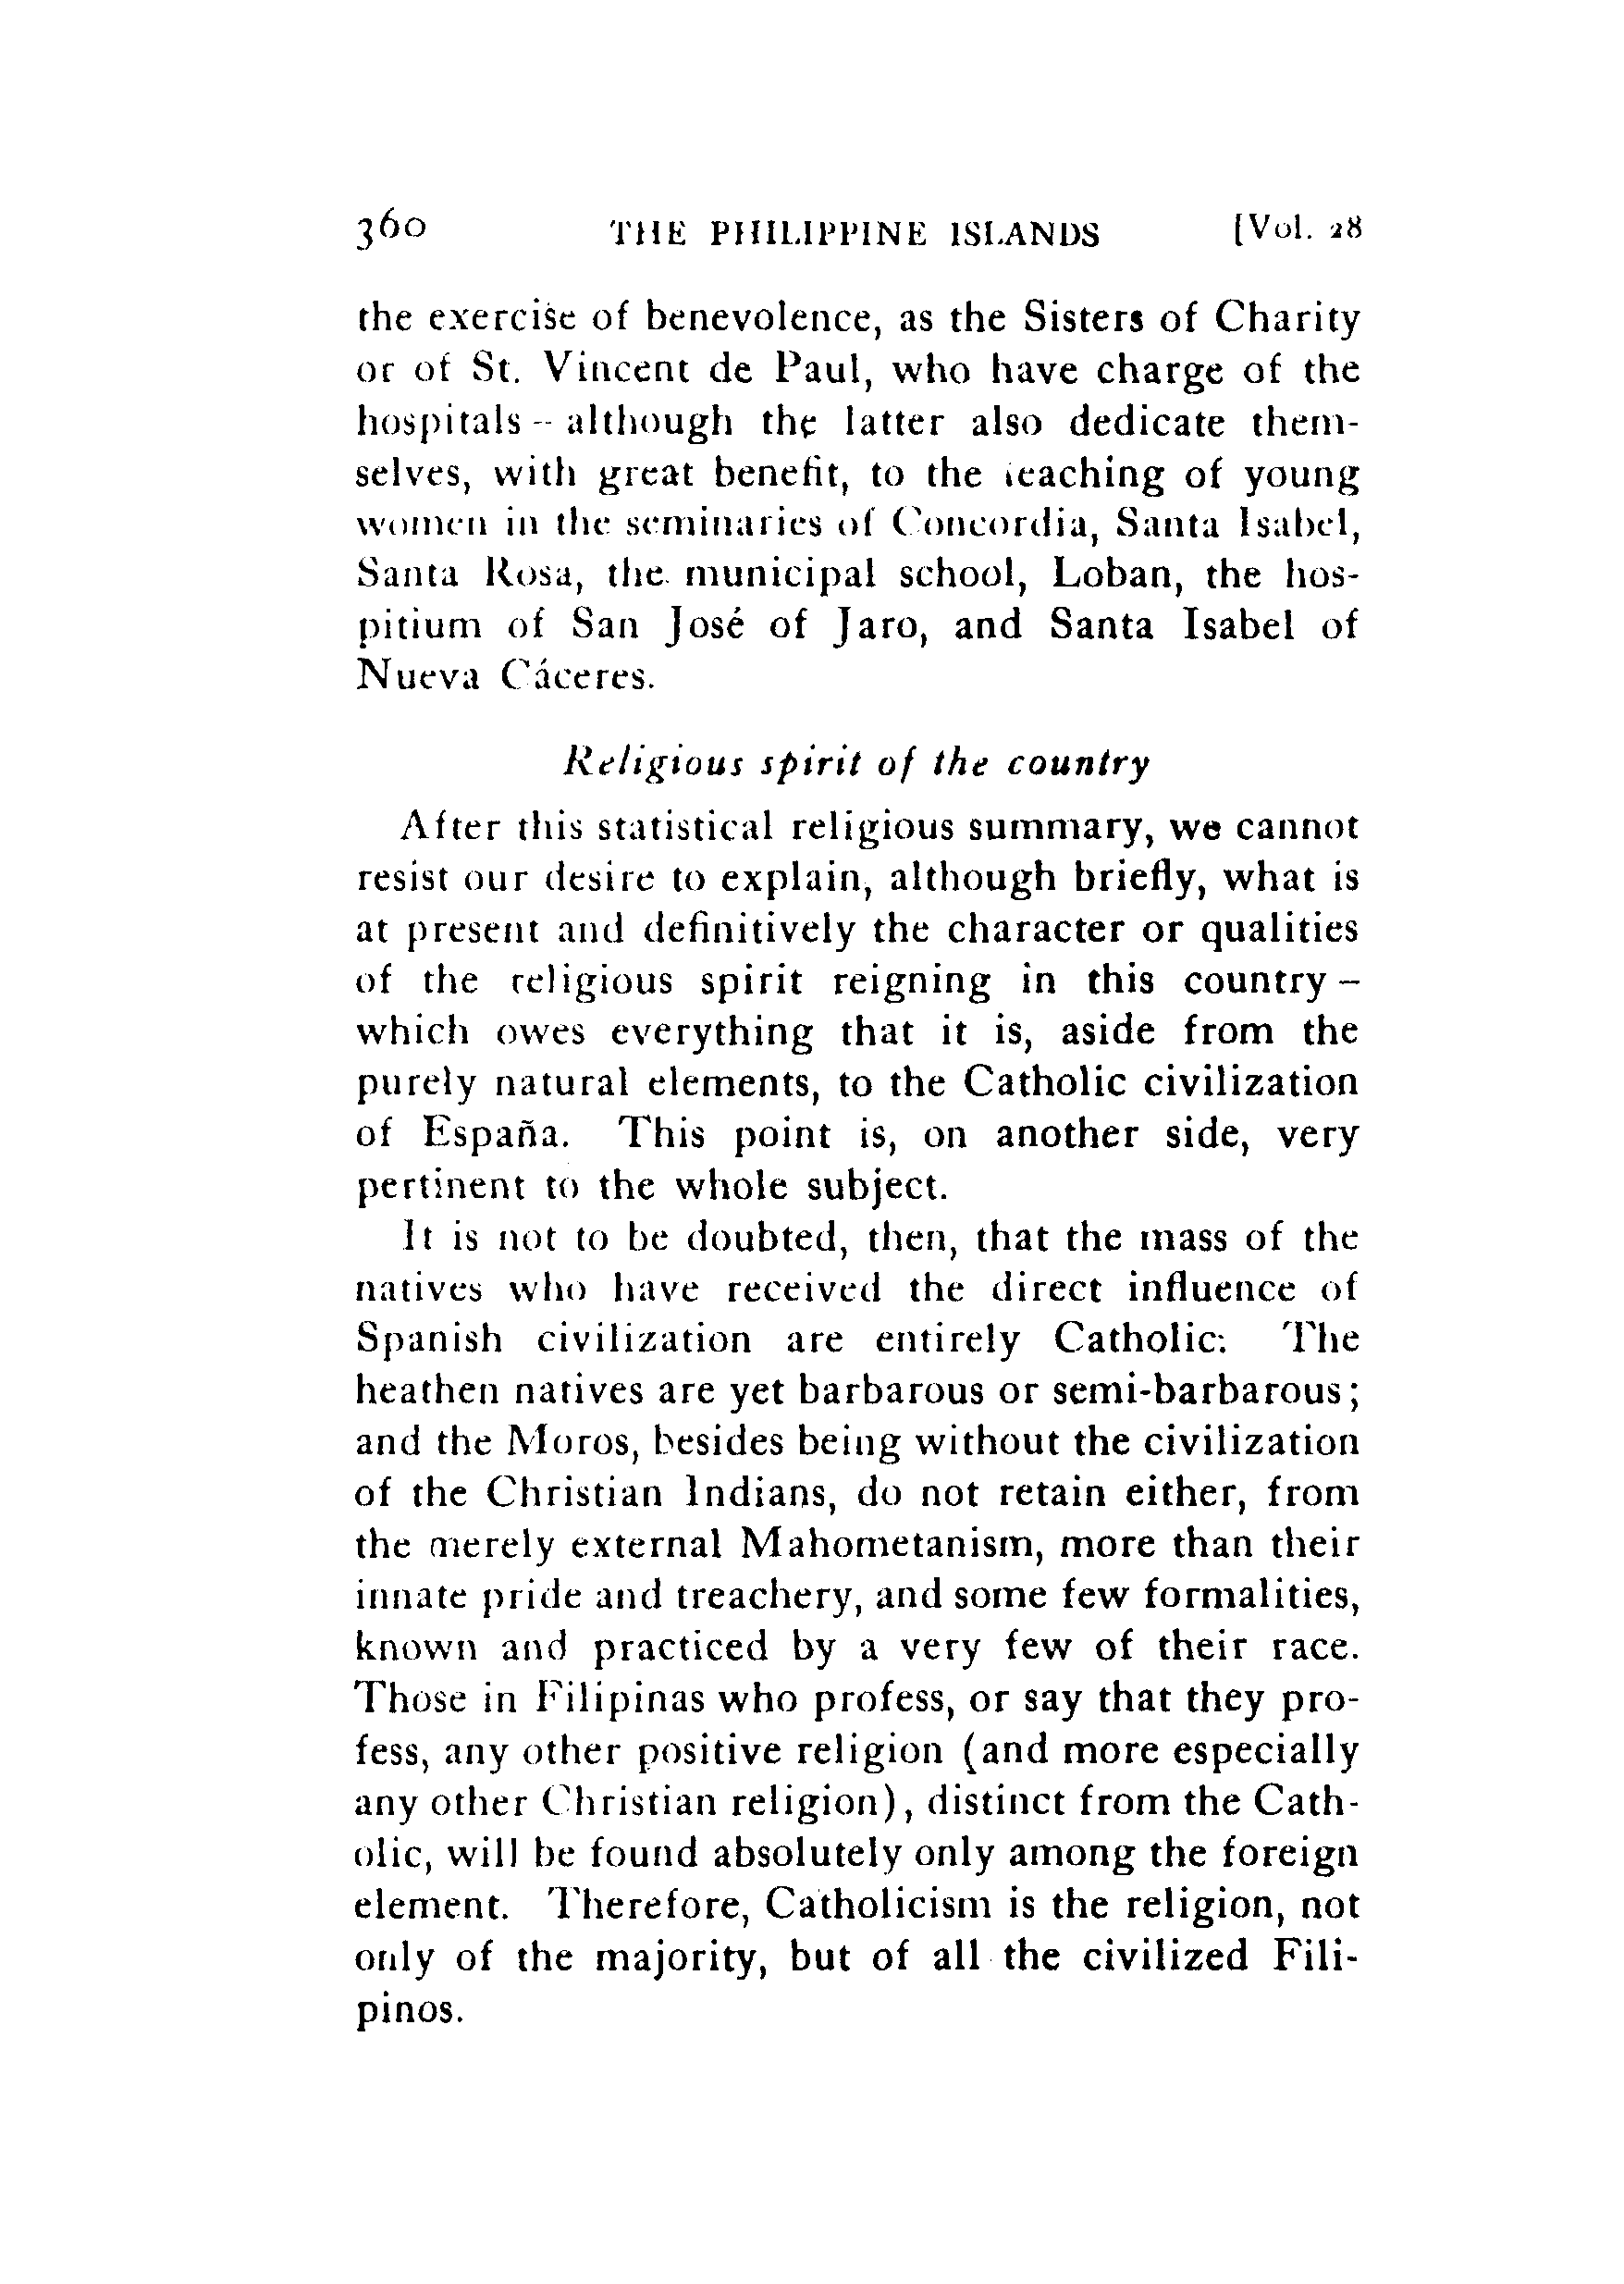 360 THE PHILIPPINE ISLANDS [Vol. 28
the exercise of benevolence, as the Sisters of Charity
or of St. Vincent de Paul, who have charge of the
hospitals – although the latter also dedicate them-
selves, with great benefit, to the teaching of young
women in the seminaries of Concordia, Santa Isabel,
Santa Rosa, the municipal school, Loban, the hos-
pitium of San José of Jaro, and Santa Isabel of
Nueva Cáceres.
Religious spirit of the country
After this statistical religious summary, we cannot
resist our desire to explain, although briefly, what is
at present and definitively the character or qualities
of the religious spirit reigning in this country –
which owes everything that it is, aside from the
purely natural elements, to the Catholic civilization
of España. This point is, on another side, very
pertinent to the whole subject.
It is not to be doubted, then, that the mass of the
natives who have received the direct influence of
Spanish civilization are entirely Catholic: The
heathen natives are yet barbarous or semi-barbarous;
and the Moros, besides being without the civilization
of the Christian Indians, do not retain either, from
the merely external Mahometanism, more than their
innate pride and treachery, and some few formalities,
known and practiced by a very few of their race.
Those in Filipinas who profess, or say that they pro-
fess, any other positive religion (and more especially
any other Christian religion), distinct from the Cath-
olic, will be found absolutely only among the foreign
element. Therefore, Catholicism is the religion, not
only of the majority, but of all the civilized Fili-
pinos.